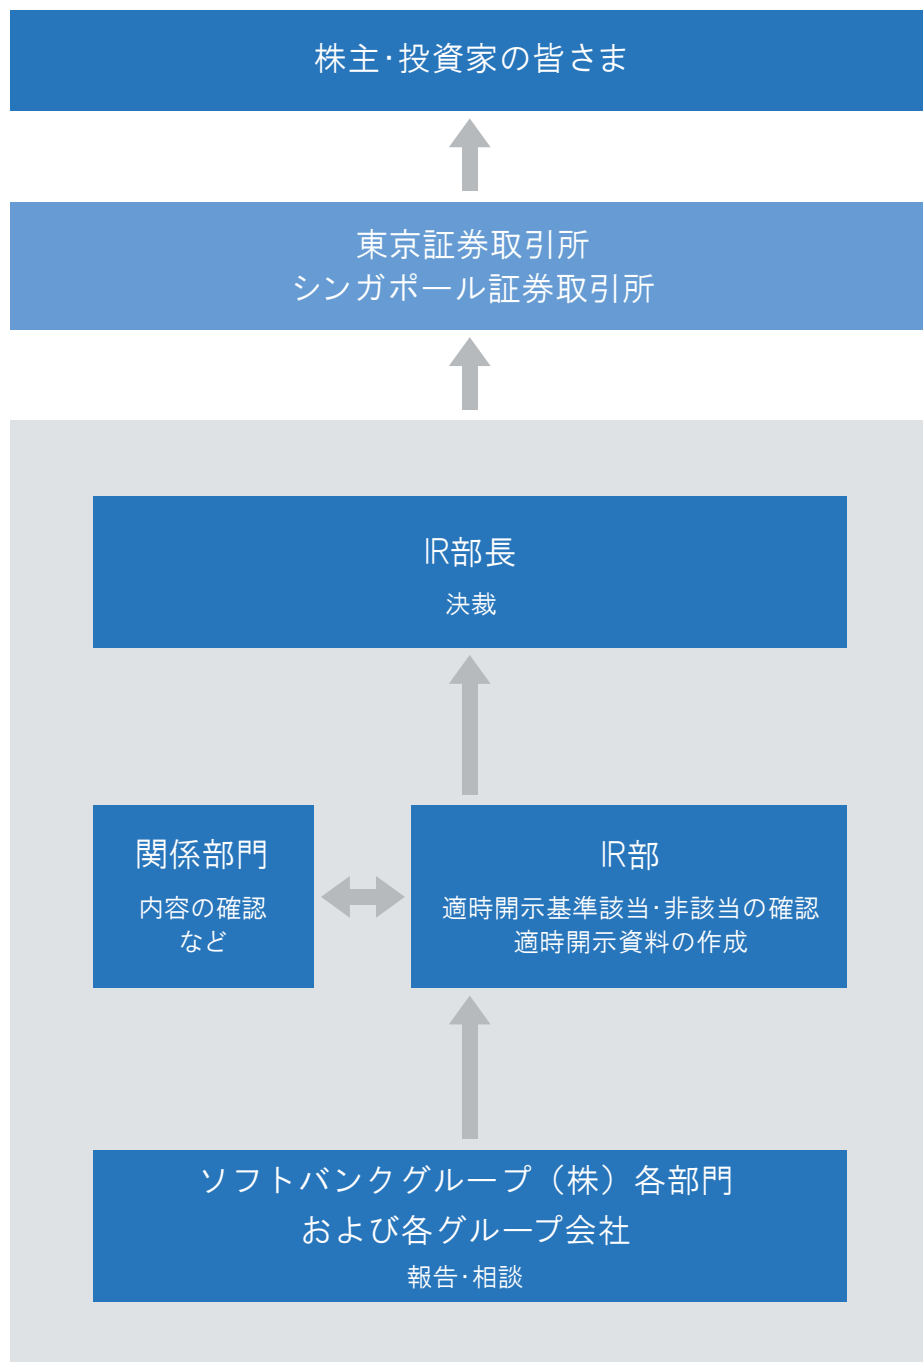 株主･投資家の皆さま
東京証券取引所
シンガポール証券取引所
IR部長
決裁
関係部門
内容の確認
など
IR部
適時開示基準該当･非該当の確認
適時開示資料の作成
ソフトバンクグループ（株）各部門
および各グループ会社
報告･相談